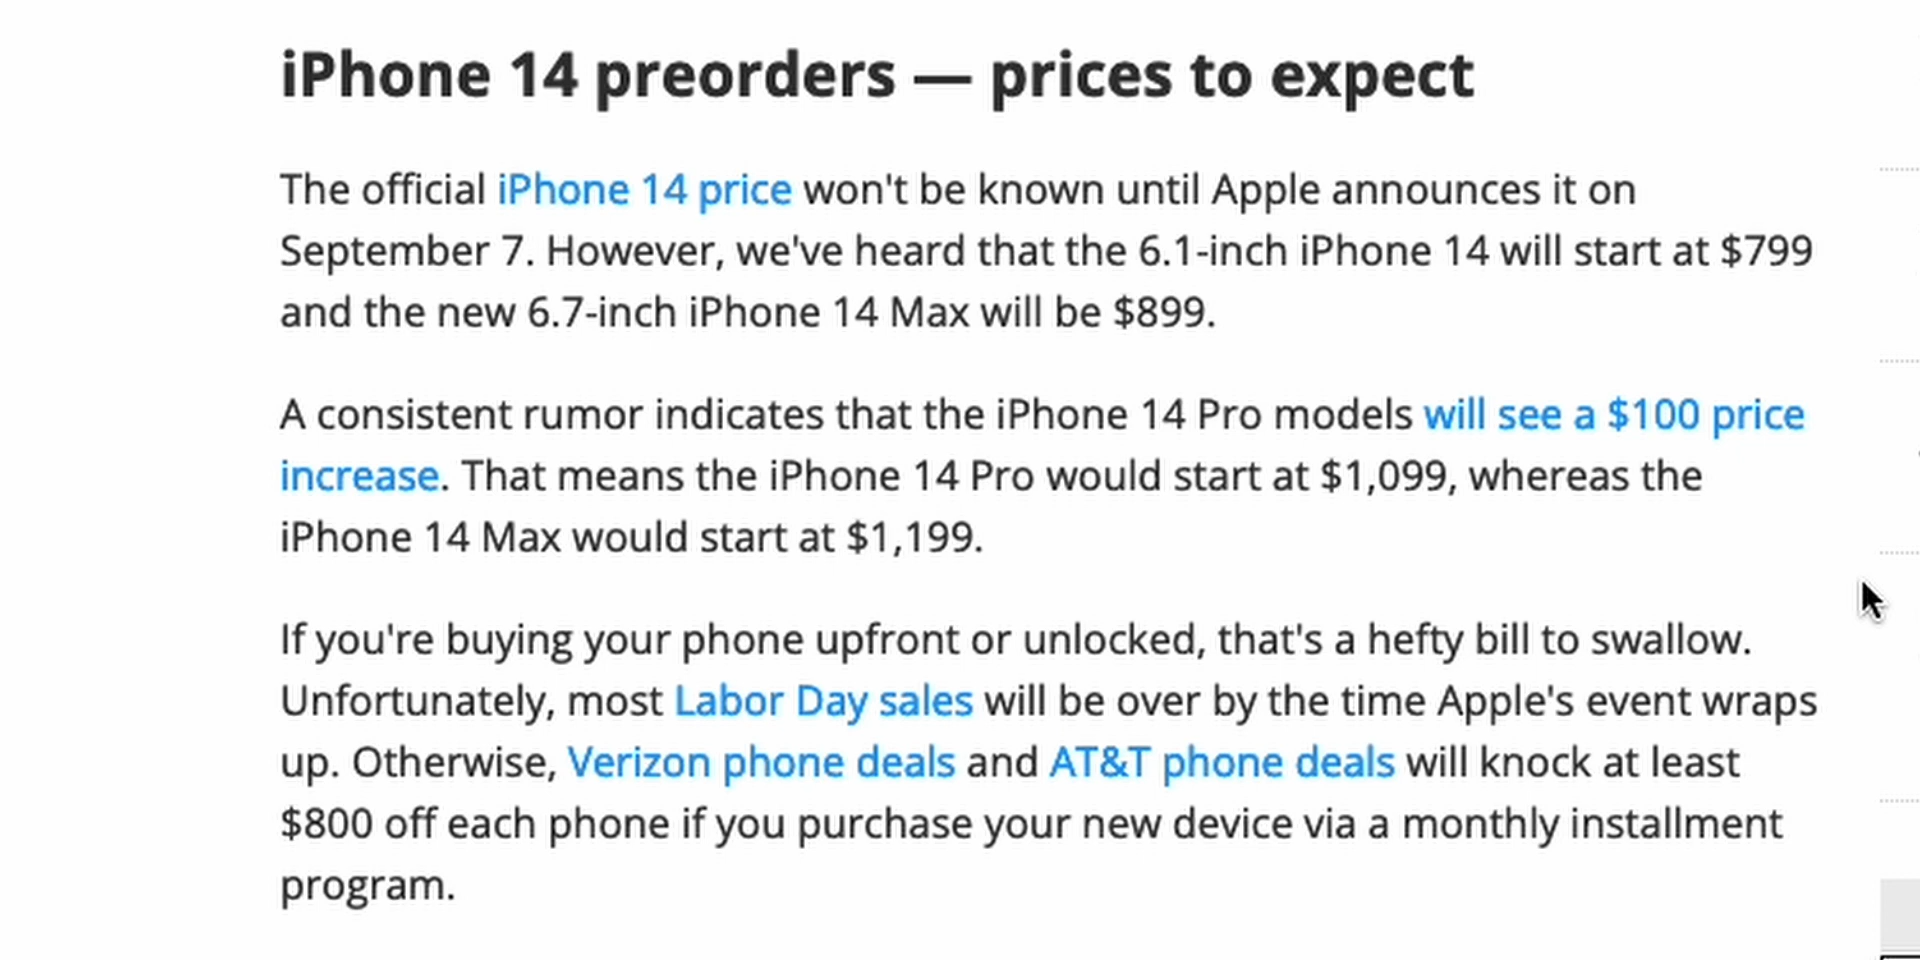 iPhone 14 preorders — prices to expect
The official iPhone 14 price won't be known until Apple announces it on
September 7. However, we've heard that the 6.1-inch iPhone 14 will start at $799
and the new 6.7-inch iPhone 14 Max will be $899.
A consistent rumor indicates that the iPhone 14 Pro models will see a $100 price
increase. That means the iPhone 14 Pro would start at $1,099, whereas the
iPhone 14 Max would start at $1,199.
If you're buying your phone upfront or unlocked, that's a hefty bill to swallow.
Unfortunately, most Labor Day sales will be over by the time Apple's event wraps
up. Otherwise, Verizon phone deals and AT&T phone deals will knock at least
$800 off each phone if you purchase your new device via a monthly installment
program.